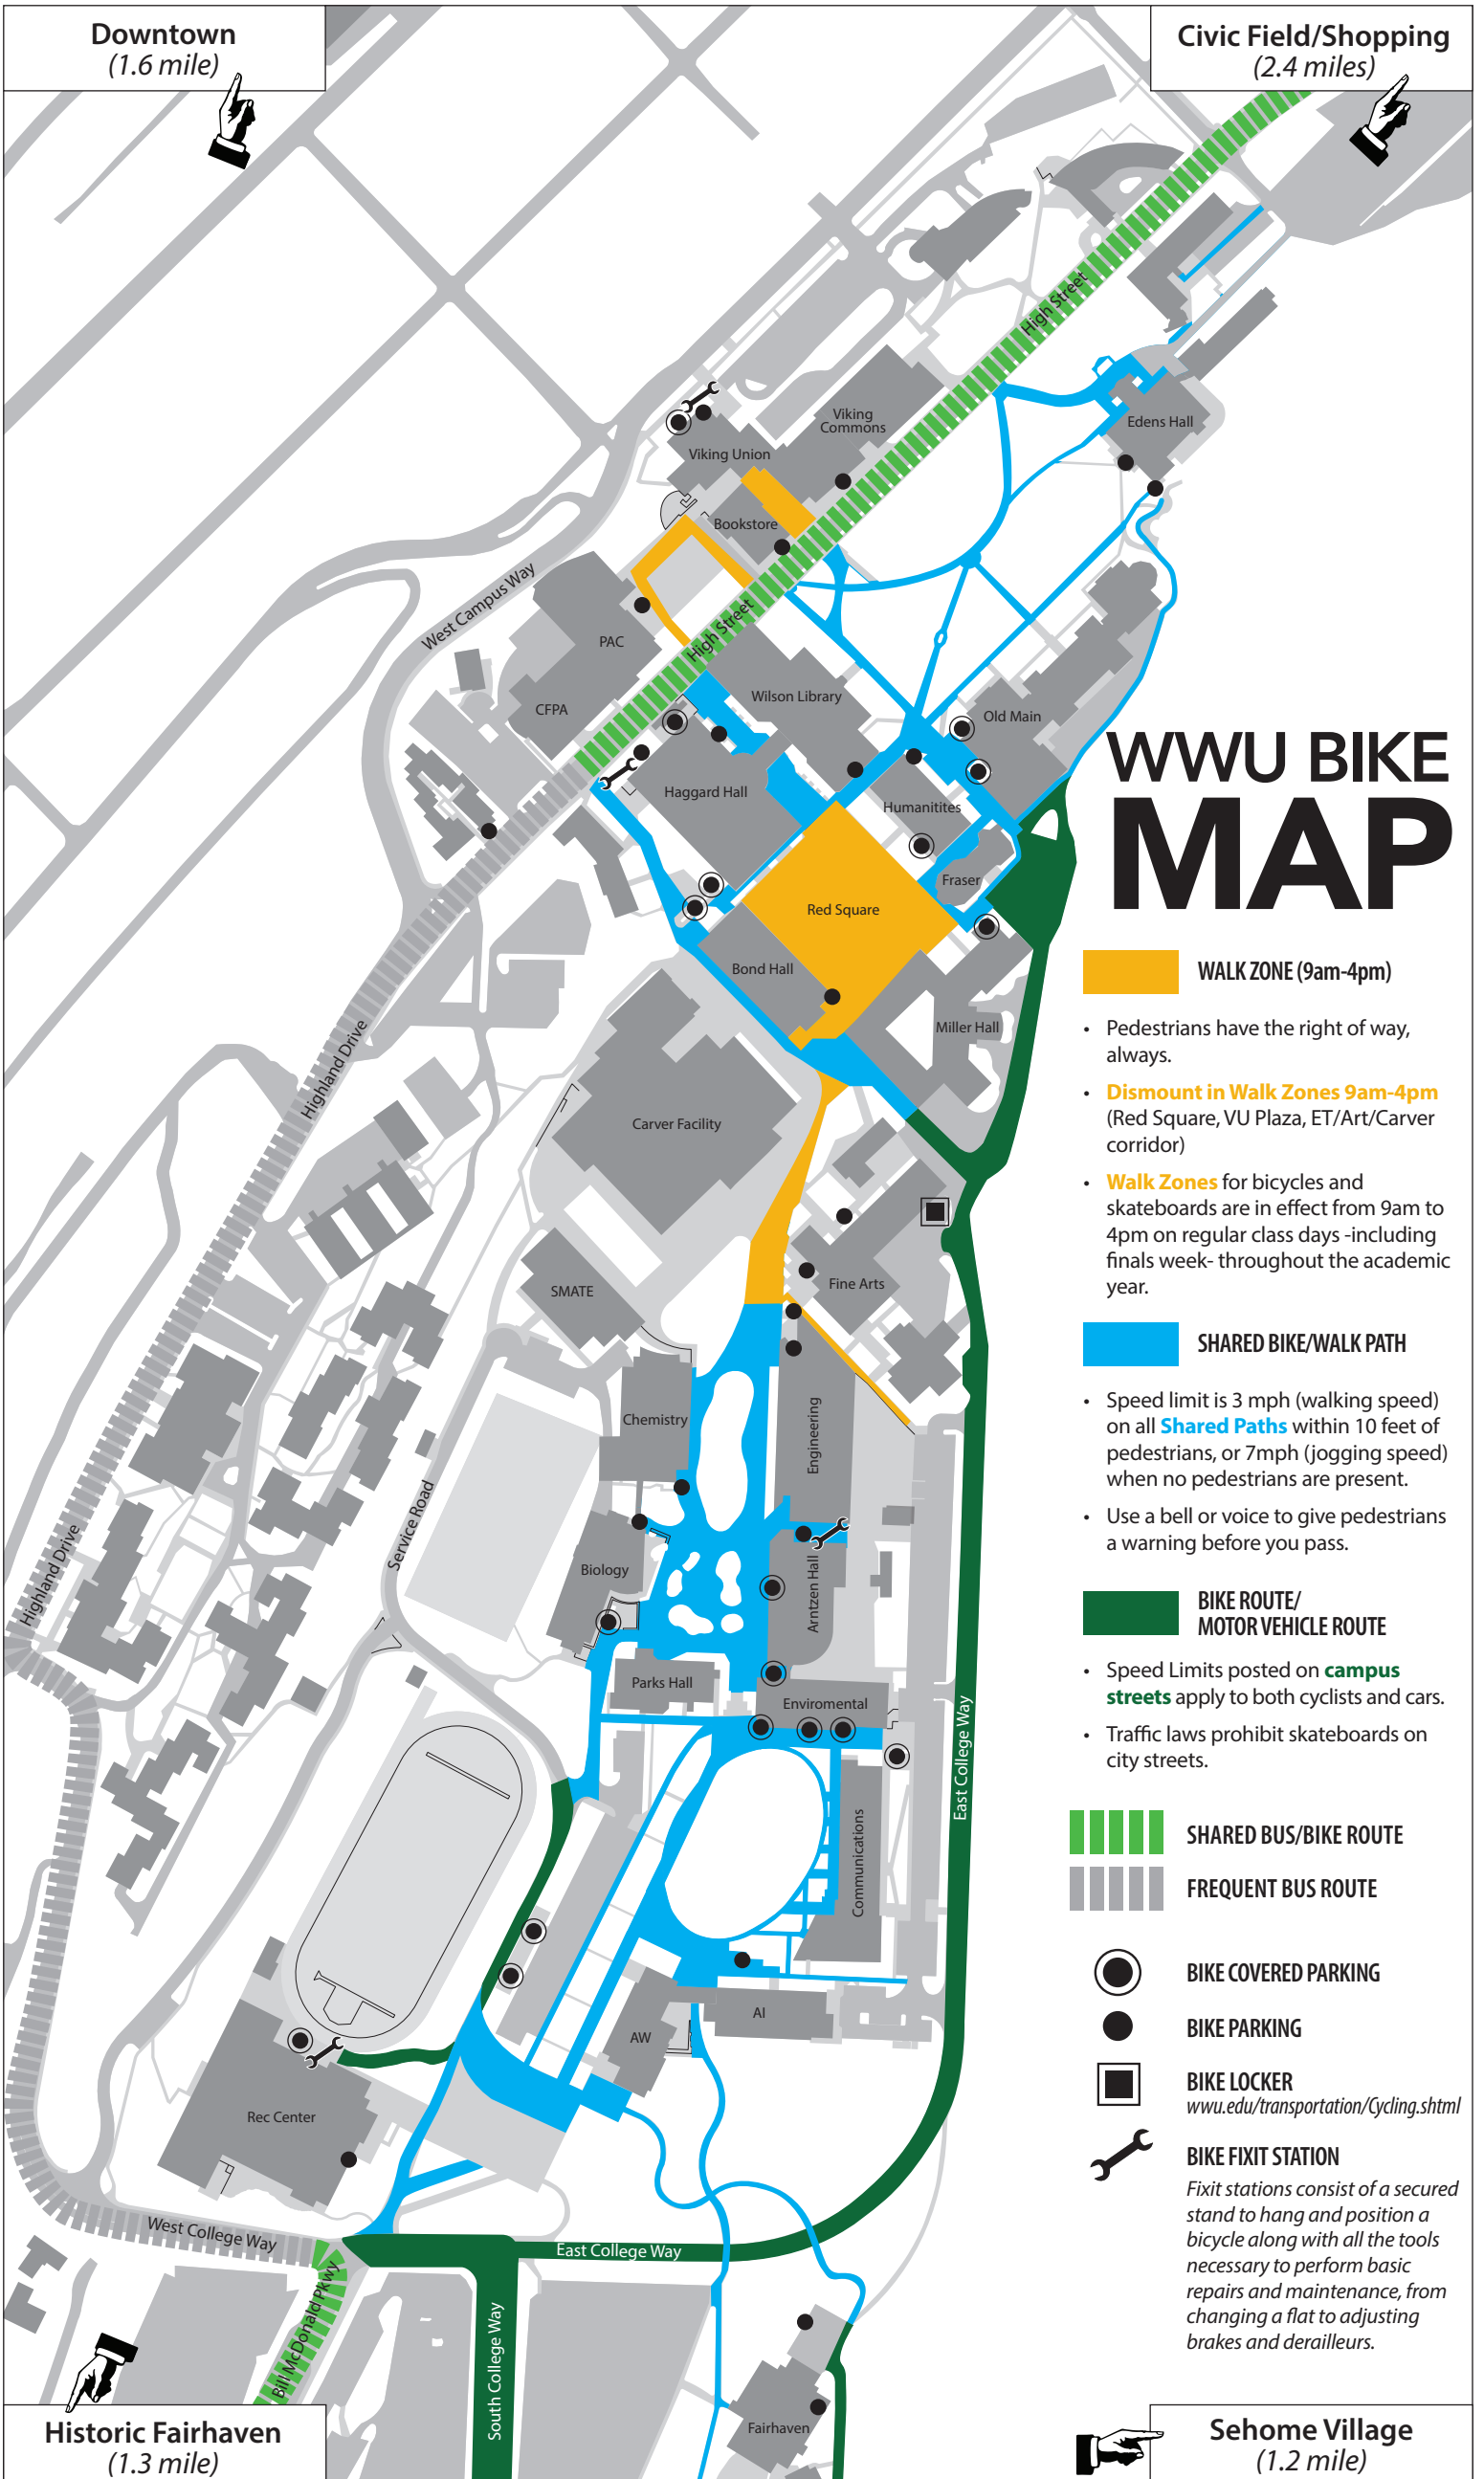 Downtown
(1.6 mile)
Civic Field/Shopping
(2.4 miles)
High Street
Viking
Commons
Edens Hall
Viking Union
Bookstore
West Campus Way
High Street
PAC
Wilson Library
CFPA
Old Main
Haggard Hall
Humanitites
Fraser
Red Square
Bond Hall
Miller Hall
Highland Drive
Carver Facility
SMATE
Fine Arts
Chemistry
Engineering
Service Road
Highland Drive
Biology
Arntzen Hall
Parks Hall
Enviromental
East College Way
Communications
AI
AW
Rec Center
West College Way
East College Way
Bill McDonald Pkwy
South College Way
Fairhaven
WWU BIKE
MAP
WALK ZONE (9am-4pm)
• Pedestrians have the right of way,
always.
• Dismount in Walk Zones 9am-4pm
(Red Square, VU Plaza, ET/Art/Carver
corridor)
• Walk Zones for bicycles and
skateboards are in effect from 9am to
4pm on regular class days -including
finals week- throughout the academic
year.
SHARED BIKE/WALK PATH
• Speed limit is 3 mph (walking speed)
on all Shared Paths within 10 feet of
pedestrians, or 7mph (jogging speed)
when no pedestrians are present.
• Use a bell or voice to give pedestrians
a warning before you pass.
BIKE ROUTE/
MOTOR VEHICLE ROUTE
• Speed Limits posted on campus
streets apply to both cyclists and cars.
• Traffic laws prohibit skateboards on
city streets.
SHARED BUS/BIKE ROUTE
FREQUENT BUS ROUTE
BIKE COVERED PARKING
BIKE PARKING
BIKE LOCKER
wwu.edu/transportation/Cycling.shtml
BIKE FIXIT STATION
Fixit stations consist of a secured
stand to hang and position a
bicycle along with all the tools
necessary to perform basic
repairs and maintenance, from
changing a flat to adjusting
brakes and derailleurs.
Historic Fairhaven
(1.3 mile)
Sehome Village
(1.2 mile)